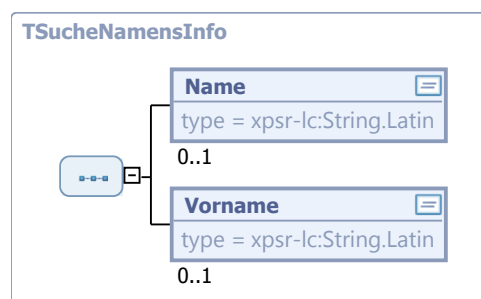 TSucheNamensInfo
Name
type = xpsr-lc:String.Latin
0..1
Vorname
type = xpsr-lc:String.Latin
0..1